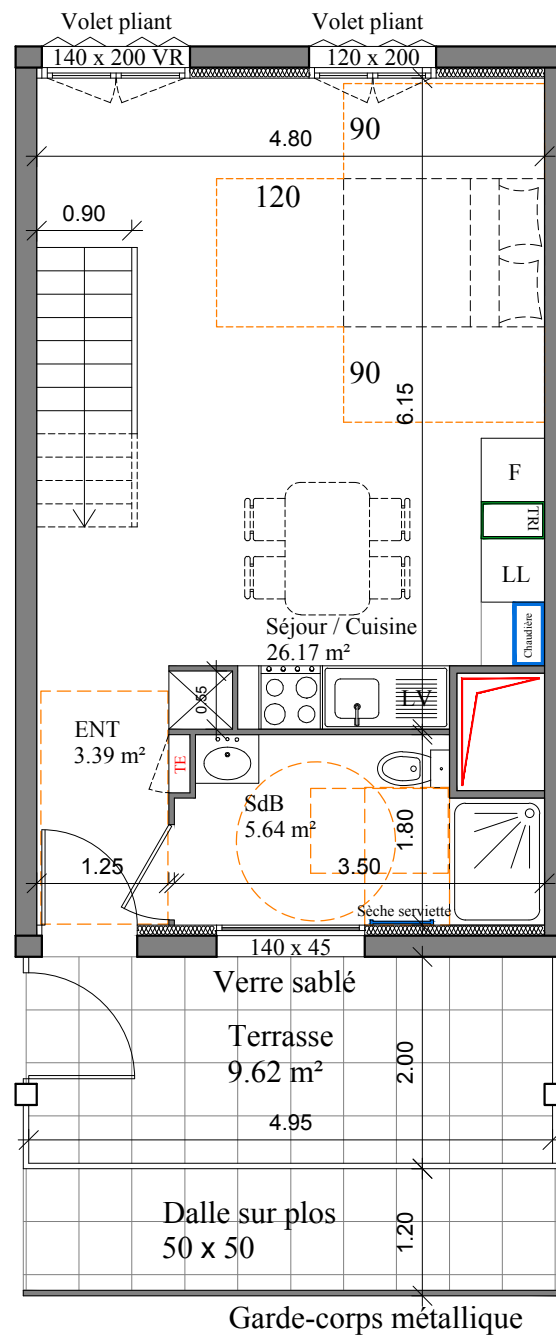 Volet pliant
Volet pliant
140 x 200 VR
120 x 200
90
4.80
120
0.90
90
6.15
F
TRI
LL
Chaudière
Séjour / Cuisine
26.17 m²
0.55
LV
ENT
3.39 m²
TE
SdB
5.64 m²
1.80
1.25
3.50
Sèche serviette
140 x 45
Verre sablé
Terrasse
9.62 m²
2.00
4.95
Dalle sur plos
50 x 50
1.20
Garde-corps métallique